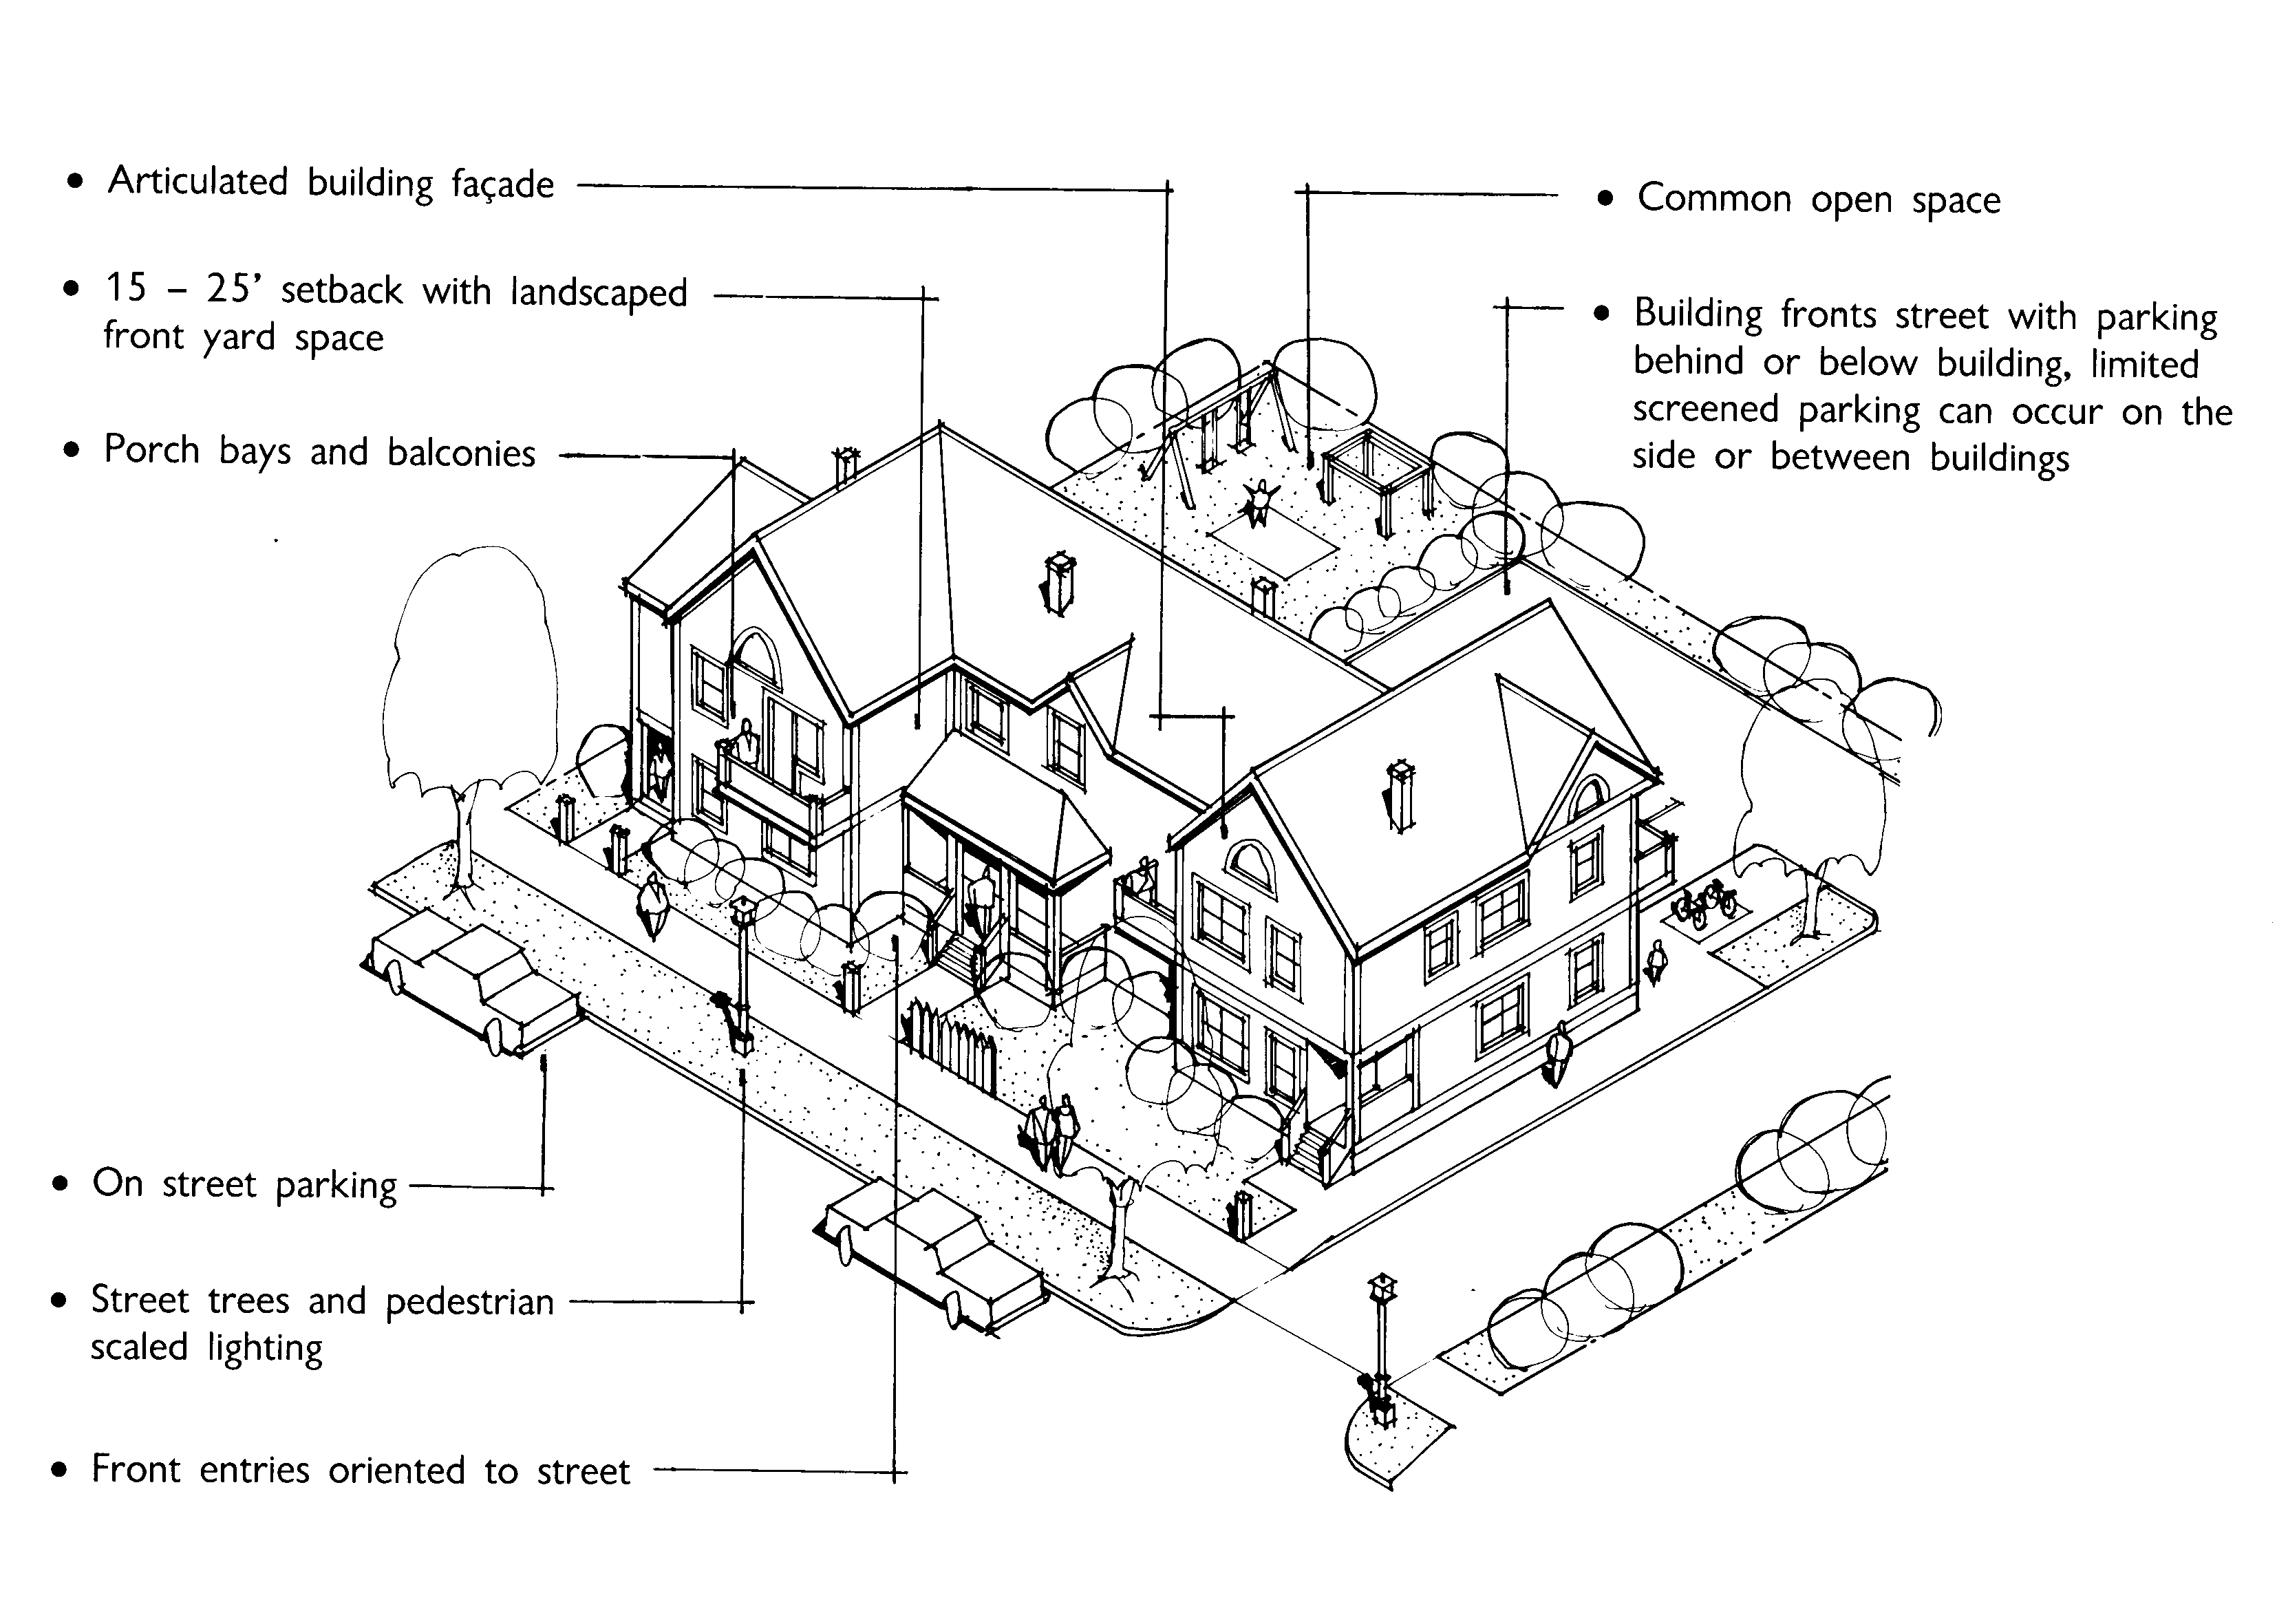 • Articulated building façade
• 15 – 25’ setback with landscaped
front yard space
• Porch bays and balconies
• Common open space
• Building fronts street with parking
behind or below building, limited
screened parking can occur on the
side or between buildings
• On street parking
• Street trees and pedestrian
scaled lighting
• Front entries oriented to street